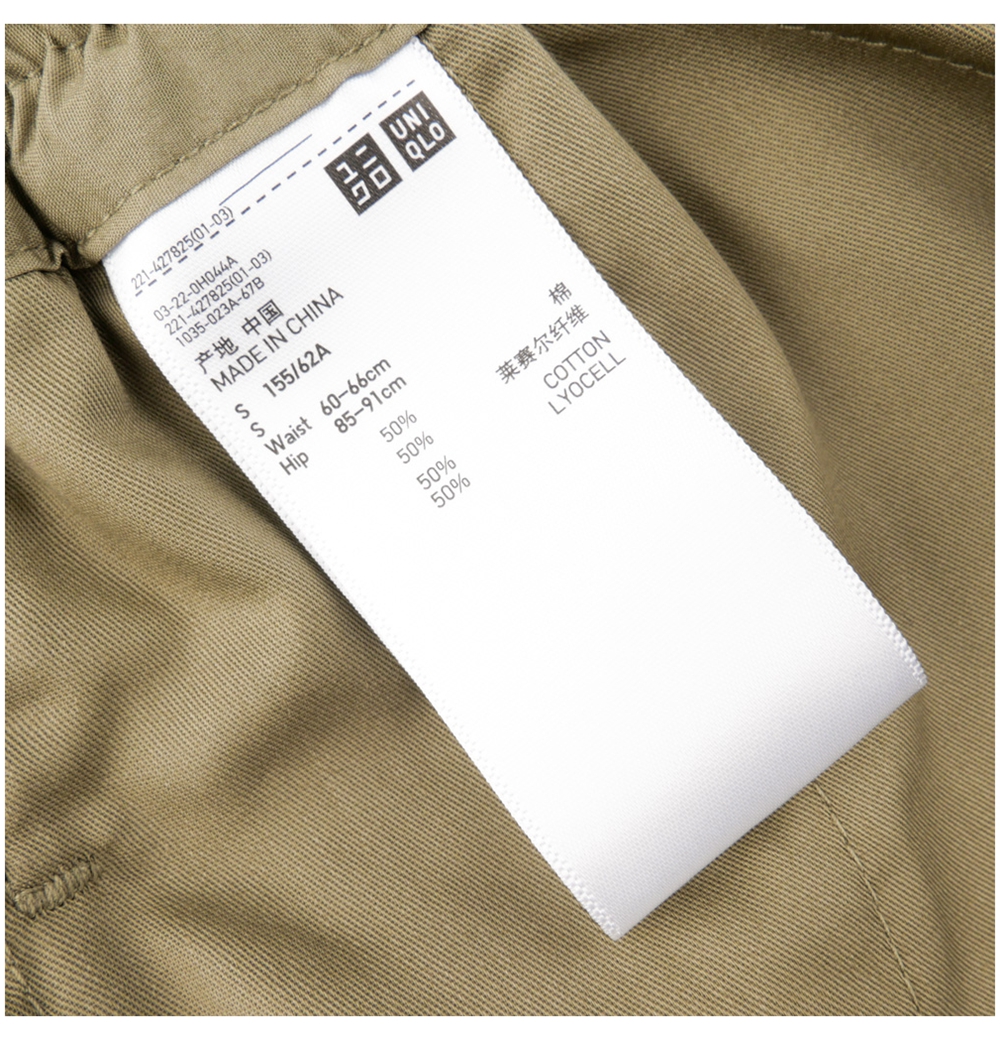 ユニクロ UNIQLO
221-427825(01-03)
03-22-0H044A
221-427825(01-03)
1035-023A-67B
产地 中国
MADE IN CHINA
S 155/62A
S
Waist 60-66cm
Hip 85-91cm
50% 棉
50% 莱赛尔纤维
50% COTTON
50% LYOCELL